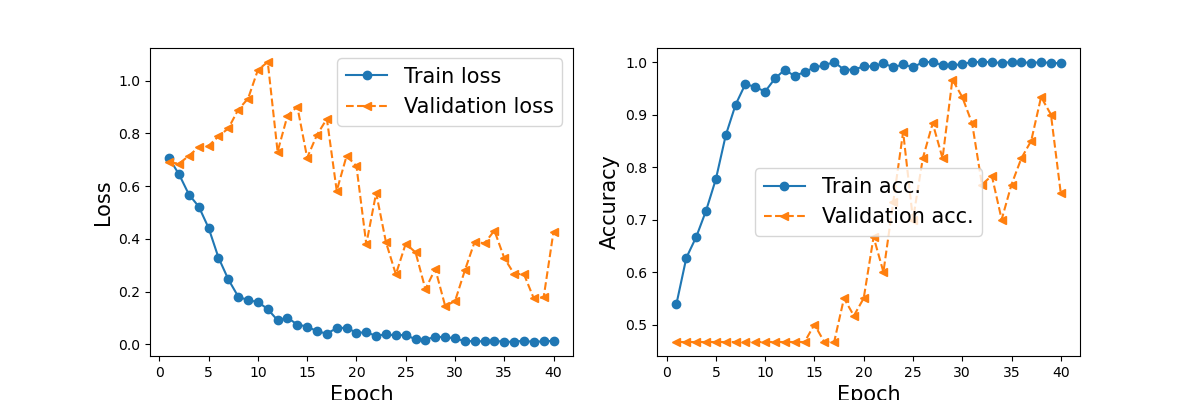 Train loss
Validation loss
1.0
0.8
0.6
0.4
0.2
0.0
Loss
0 5 10 15 20 25 30 35 40
Epoch
Train acc.
Validation acc.
1.0
0.9
0.8
0.7
0.6
0.5
Accuracy
0 5 10 15 20 25 30 35 40
Epoch